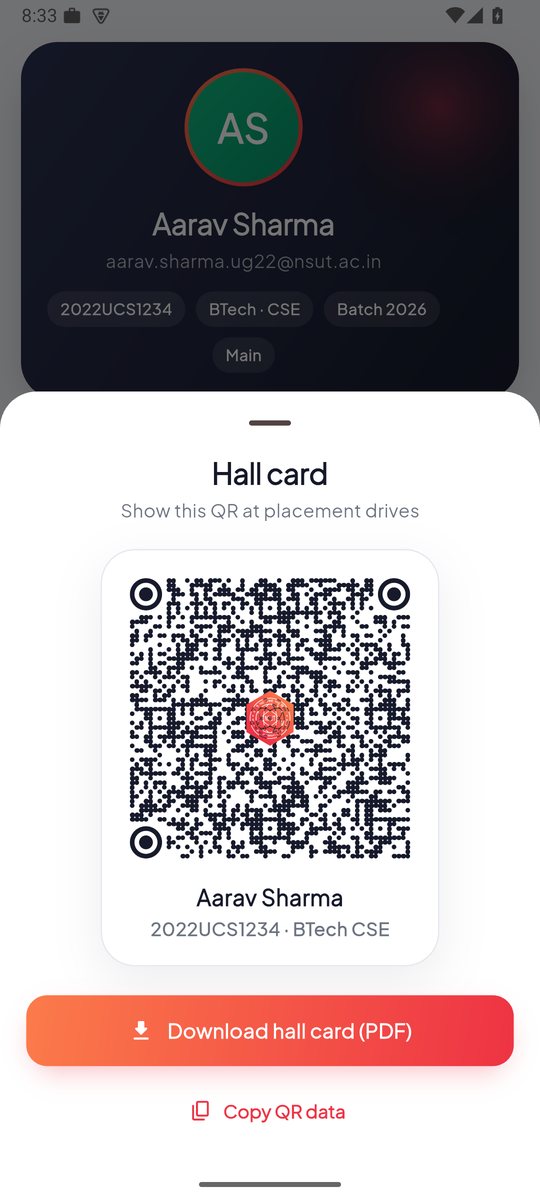 8:33
AS
Aarav Sharma
aarav.sharma.ug22@nsut.ac.in
2022UCS1234
BTech · CSE
Batch 2026
Main
Hall card
Show this QR at placement drives
Aarav Sharma
2022UCS1234 · BTech CSE
Download hall card (PDF)
Copy QR data